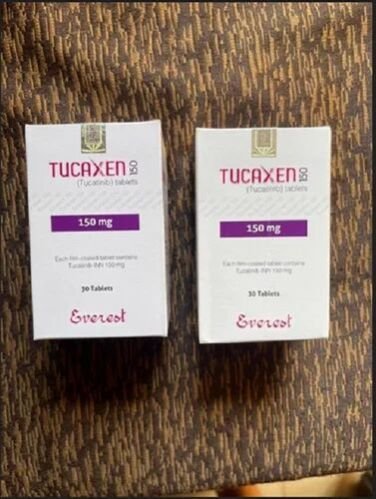 TUCAXEN 150
(Tucatinib) tablets
150 mg
Each film-coated tablet contains
Tucatinib INN 150 mg
30 Tablets
Everest
TUCAXEN 150
(Tucatinib) tablets
150 mg
Each film-coated tablet contains
Tucatinib INN 150 mg
30 Tablets
Everest